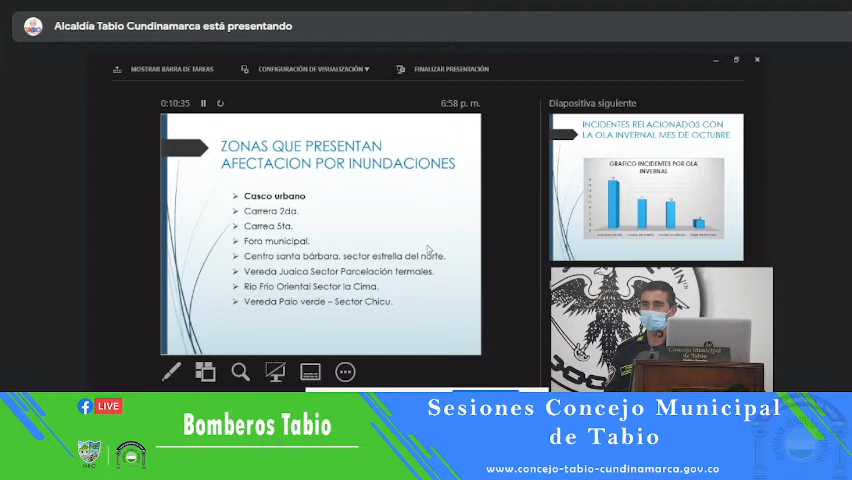 Alcaldía Tabio Cundinamarca está presentando
MOSTRAR BARRA DE TAREAS
CONFIGURACIÓN DE VISUALIZACIÓN ▼
FINALIZAR PRESENTACIÓN
0:10:35
6:58 p. m.
Diapositiva siguiente
ZONAS QUE PRESENTAN
AFECTACION POR INUNDACIONES
Casco urbano
Carrera 2da.
Carrea 5ta.
Foro municipal.
Centro santa bárbara, sector estrella del norte.
Vereda Juaica Sector Parcelación termales.
Rio Frio Oriental Sector la Cima.
Vereda Palo verde – Sector Chicu.
INCIDENTES RELACIONADOS CON
LA OLA INVERNAL MES DE OCTUBRE
GRAFICO INCIDENTES POR OLA
INVERNAL
Concejo Municipal
de Tabio
LIVE
TABIO
Bomberos Tabio
Sesiones Concejo Municipal
de Tabio
www.concejo-tabio-cundinamarca.gov.co